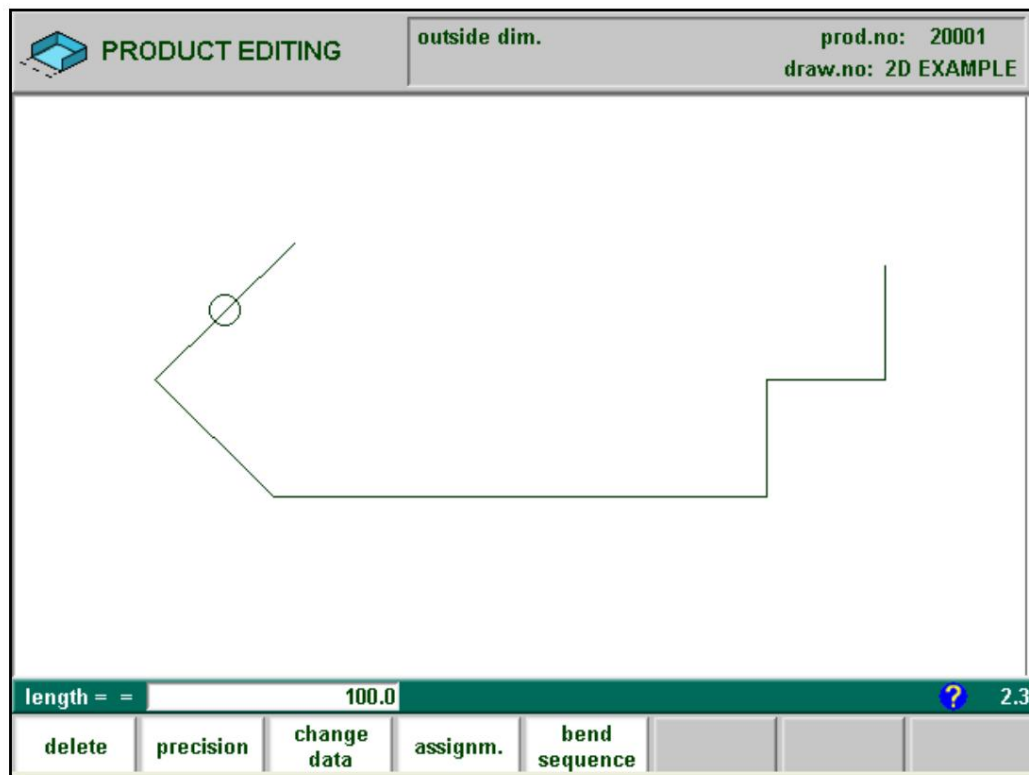 PRODUCT EDITING
outside dim.
prod.no: 20001
draw.no: 2D EXAMPLE
length = = 100.0
? 2.3
delete
precision
change
data
assignm.
bend
sequence